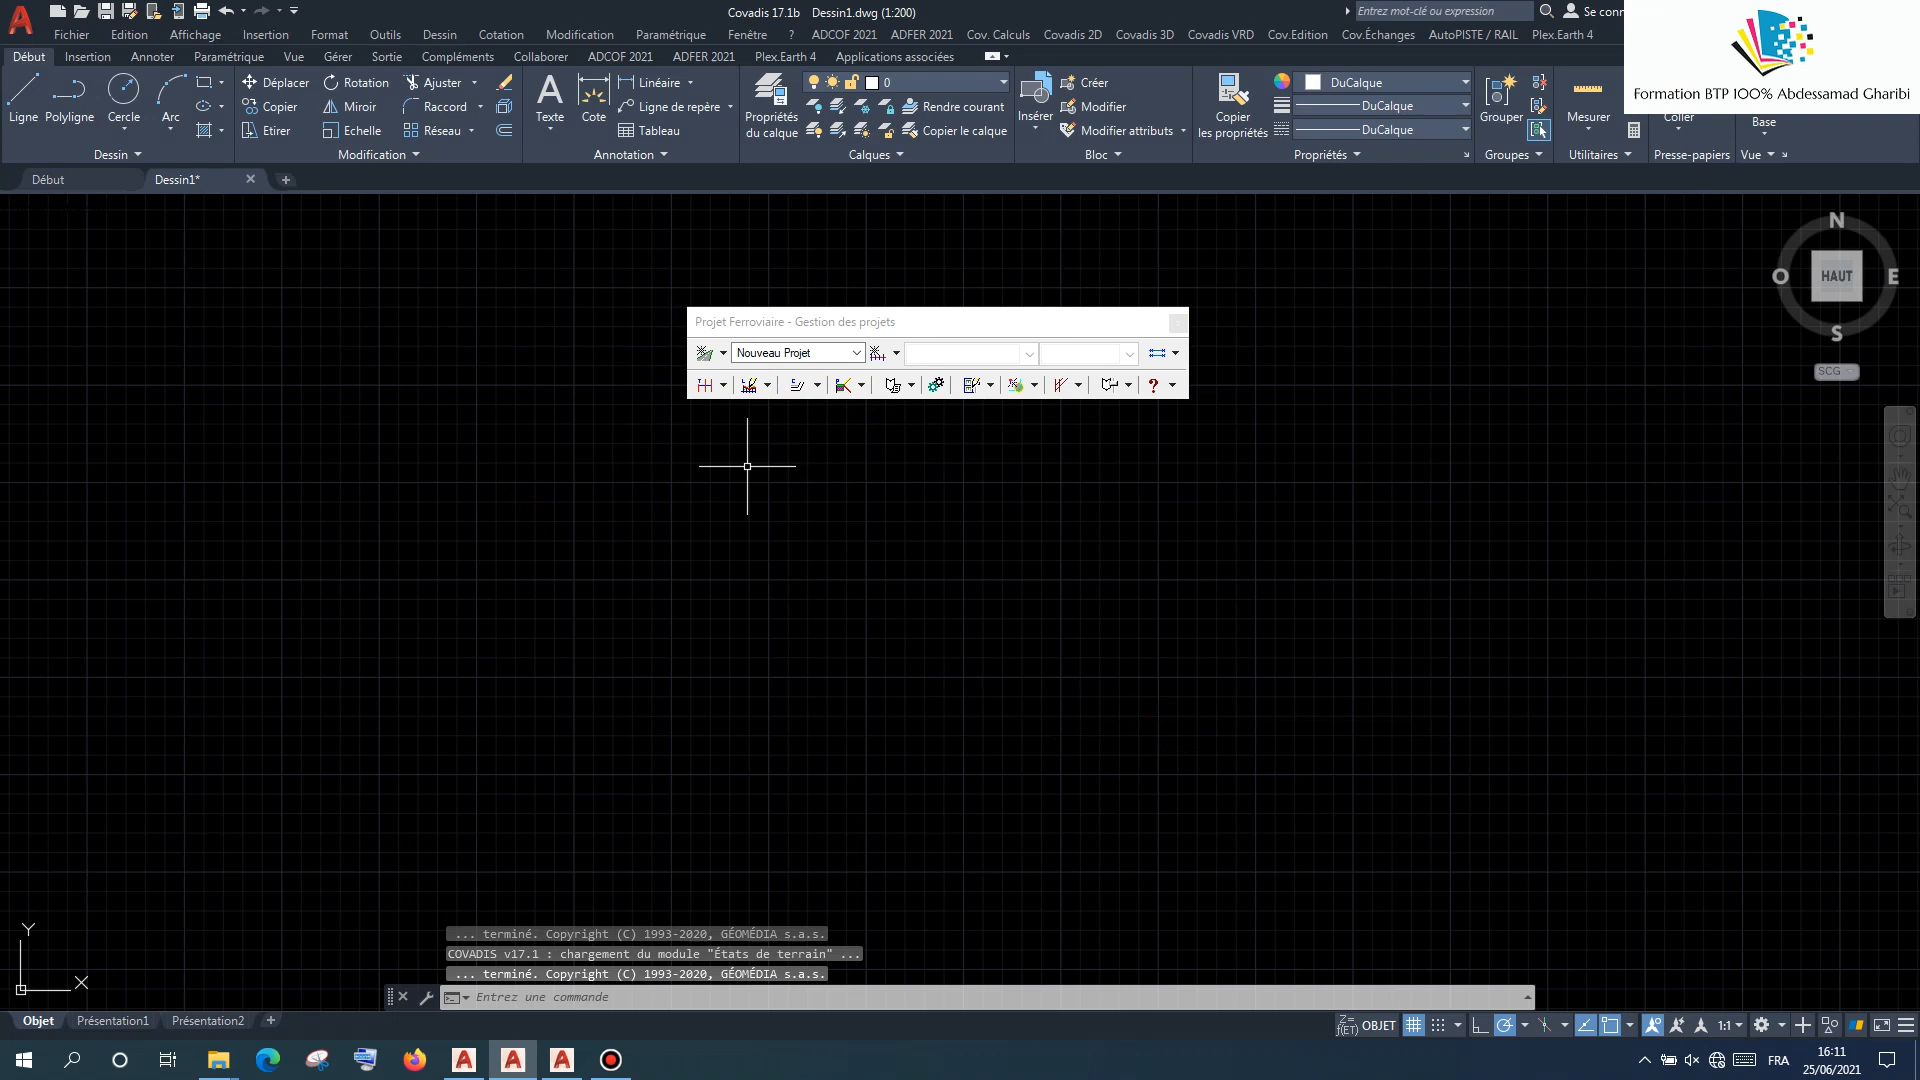 Covadis 17.1b Dessin1.dwg (1:200)
Entrez mot-clé ou expression
Se conn
Fichier Edition Affichage Insertion Format Outils Dessin Cotation Modification Paramétrique Fenêtre ? ADCOF 2021 ADFER 2021 Cov. Calculs Covadis 2D Covadis 3D Covadis VRD Cov.Edition Cov.Échanges AutoPISTE / RAIL Plex.Earth 4
Début Insertion Annoter Paramétrique Vue Gérer Sortie Compléments Collaborer ADCOF 2021 ADFER 2021 Plex.Earth 4 Applications associées
Formation BTP 100% Abdessamad Gharibi
Ligne Polyligne Cercle Arc
Déplacer Rotation Ajuster
Copier Miroir Raccord
Etirer Echelle Réseau
Texte Cote
Linéaire
Ligne de repère
Tableau
Propriétés du calque
0
Rendre courant
Copier le calque
Insérer
Créer
Modifier
Modifier attributs
Copier les propriétés
DuCalque
DuCalque
DuCalque
Grouper
Mesurer
Coller
Base
Dessin Modification Annotation Calques Bloc Propriétés Groupes Utilitaires Presse-papiers Vue
Début Dessin1*
N
O HAUT E
S
SCG
Projet Ferroviaire - Gestion des projets
Nouveau Projet
?
Y
X
... terminé. Copyright (C) 1993-2020, GÉOMÉDIA s.a.s.
COVADIS v17.1 : chargement du module "États de terrain" ...
... terminé. Copyright (C) 1993-2020, GÉOMÉDIA s.a.s.
Entrez une commande
Objet Présentation1 Présentation2
Z= f(ET) OBJET 1:1
FRA
16:11
25/06/2021